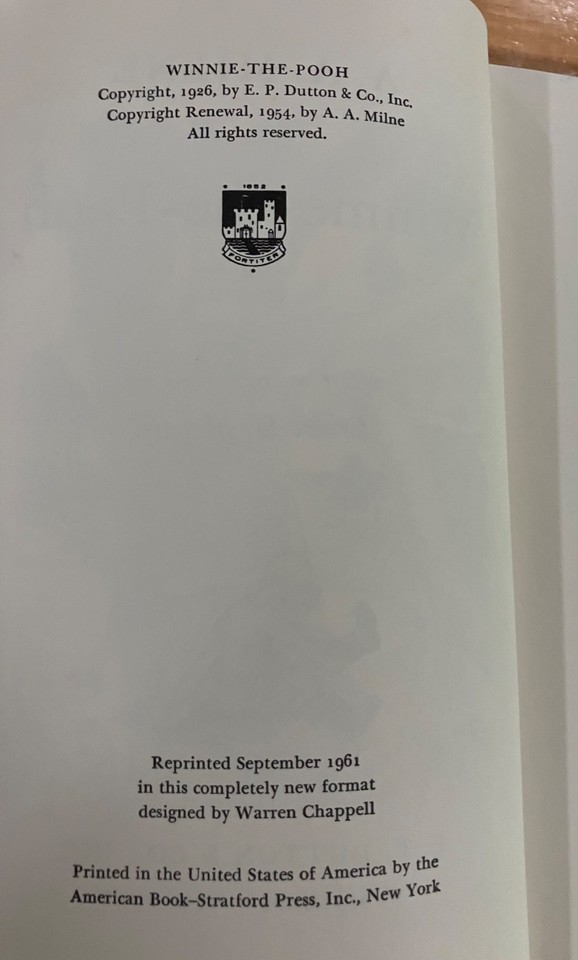 WINNIE-THE-POOH
Copyright, 1926, by E. P. Dutton & Co., Inc.
Copyright Renewal, 1954, by A. A. Milne
All rights reserved.
1852
FORTITER
Reprinted September 1961
in this completely new format
designed by Warren Chappell
Printed in the United States of America by the
American Book–Stratford Press, Inc., New York